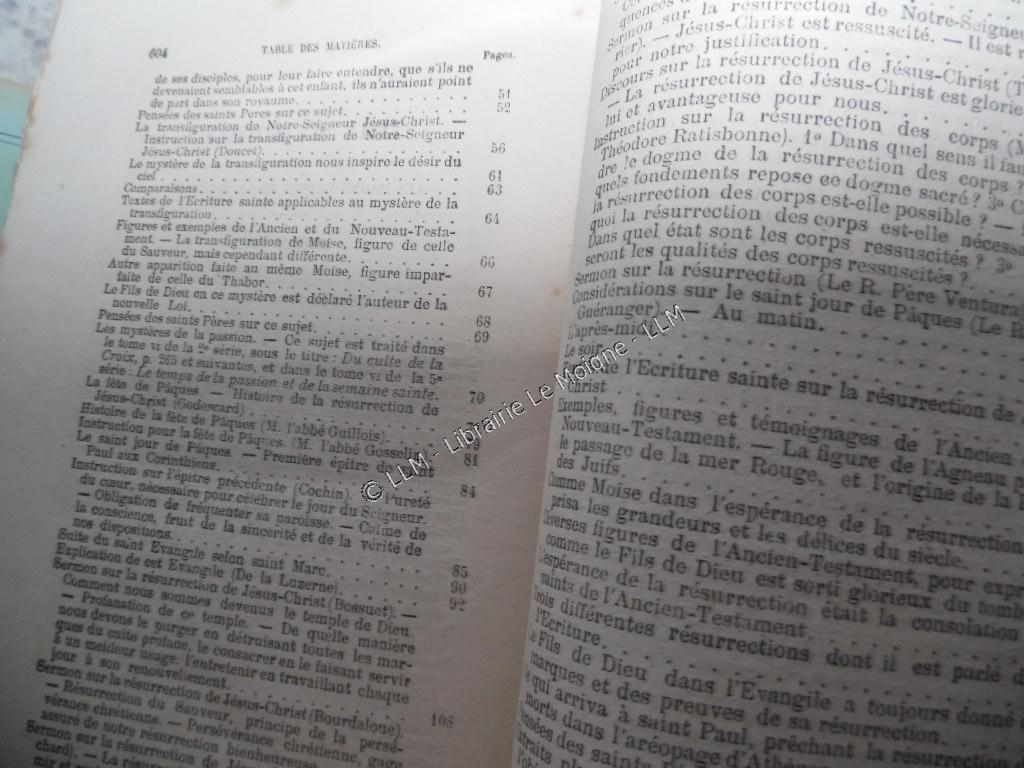 604 TABLE DES MATIÈRES.
Pages.
de ses disciples, pour leur faire entendre, que s'ils ne
devenaient semblables à cet enfant, ils n'auraient point
de part dans son royaume. 51
Pensées des saints Pères sur ce sujet. 52
La transfiguration de Notre-Seigneur Jésus-Christ. —
Instruction sur la transfiguration de Notre-Seigneur
Jésus-Christ (Doucet). 56
Le mystère de la transfiguration nous inspire le désir du
ciel 61
Comparaisons 63
Textes de l'Ecriture sainte applicables au mystère de la
transfiguration. 64
Figures et exemples de l'Ancien et du Nouveau-Testa-
ment. — La transfiguration de Moïse, figure de celle
du Sauveur, mais cependant différente. 66
Autre apparition faite au même Moïse, figure impar-
faite de celle du Thabor. 67
Le Fils de Dieu en ce mystère est déclaré l'auteur de la
nouvelle Loi. 68
Pensées des saints Pères sur ce sujet. 69
Les mystères de la passion. — Ce sujet est traité dans
le tome VI de la 2e série, sous le titre : Du culte de la
Croix, p. 265 et suivantes, et dans le tome VI de la 5e
série : Le temps de la passion et de la semaine sainte.
La fête de Pâques. — Histoire de la résurrection de
Jésus-Christ (Godescard) 70
Histoire de la fête de Pâques (M. l'abbé Guillois).
Instruction pour la fête de Pâques. (M. l'abbé Gosselin
Le saint jour de Pâques. — Première épître de saint
Paul aux Corinthiens. 81
Instruction sur l'épître précédente (Cochin). — Pureté
du cœur, nécessaire pour célébrer le jour du Seigneur. 84
— Obligation de fréquenter sa paroisse. — Calme de
la conscience, fruit de la sincérité et de la vérité de
nos dispositions.
Suite du saint Evangile selon saint Marc. 85
Explication de cet Evangile (De la Luzerne). 90
Sermon sur la résurrection de Jésus-Christ (Bossuet). — 92
Comment nous sommes devenus le temple de Dieu.
— Profanation de ce temple. — De quelle manière
nous devons le purger en détruisant toutes les mar-
ques du culte profane, le consacrer en le faisant servir
à un meilleur usage, l'entretenir en travaillant chaque
jour à son renouvellement.
Sermon sur la résurrection de Jésus-Christ (Bourdaloue). 108
— Résurrection du Sauveur, principe de la persé-
vérance chrétienne. — Persévérance chrétienne, gage
assuré de notre résurrection bienheureuse.
Sermon sur la résurrection de Jésus-
chard). — La résurrection
Sermon sur la résurrection de Notre-Seigneur
rier). — Jésus-Christ est ressuscité. — Il est
pour notre justification.
Discours sur la résurrection de Jésus-Christ (
— La résurrection de Jésus-Christ est glorie
lui et avantageuse pour nous.
Instruction sur la résurrection des corps (M
Théodore Ratisbonne). 1º Dans quel sens il fau
dre le dogme de la résurrection des corps ?
quels fondements repose ce dogme sacré ? 3º C
la résurrection des corps est-elle possible ? —
quoi la résurrection des corps est-elle nécess
Dans quel état sont les corps ressuscités ? 3º
seront les qualités des corps ressuscités ?
Sermon sur la résurrection (Le R. Père Ventura)
Considérations sur le saint jour de Pâques (Le R
Guéranger). — Au matin.
L'après-midi
Le soir.
de l'Ecriture sainte sur la résurrection de
Christ
Exemples, figures et témoignages de l'Ancien
Nouveau-Testament. — La figure de l'Agneau p
le passage de la mer Rouge, et l'origine de la
des Juifs.
Comme Moïse dans l'espérance de la résurrection
prisa les grandeurs et les délices du siècle.
Diverses figures de l'Ancien-Testament, pour expr
comme le Fils de Dieu est sorti glorieux du tomb
L'espérance de la résurrection était la consolation
saints de l'Ancien-Testament.
Trois différentes résurrections dont il est parlé d
l'Ecriture
Le Fils de Dieu dans l'Evangile a toujours donné d
marques et des preuves de sa résurrection.
Ce qui arriva à saint Paul, prêchant la résurrection d
morts dans l'aréopage d'Athènes
Pensées des saints
© LLM - Librairie Le Moigne - LLM